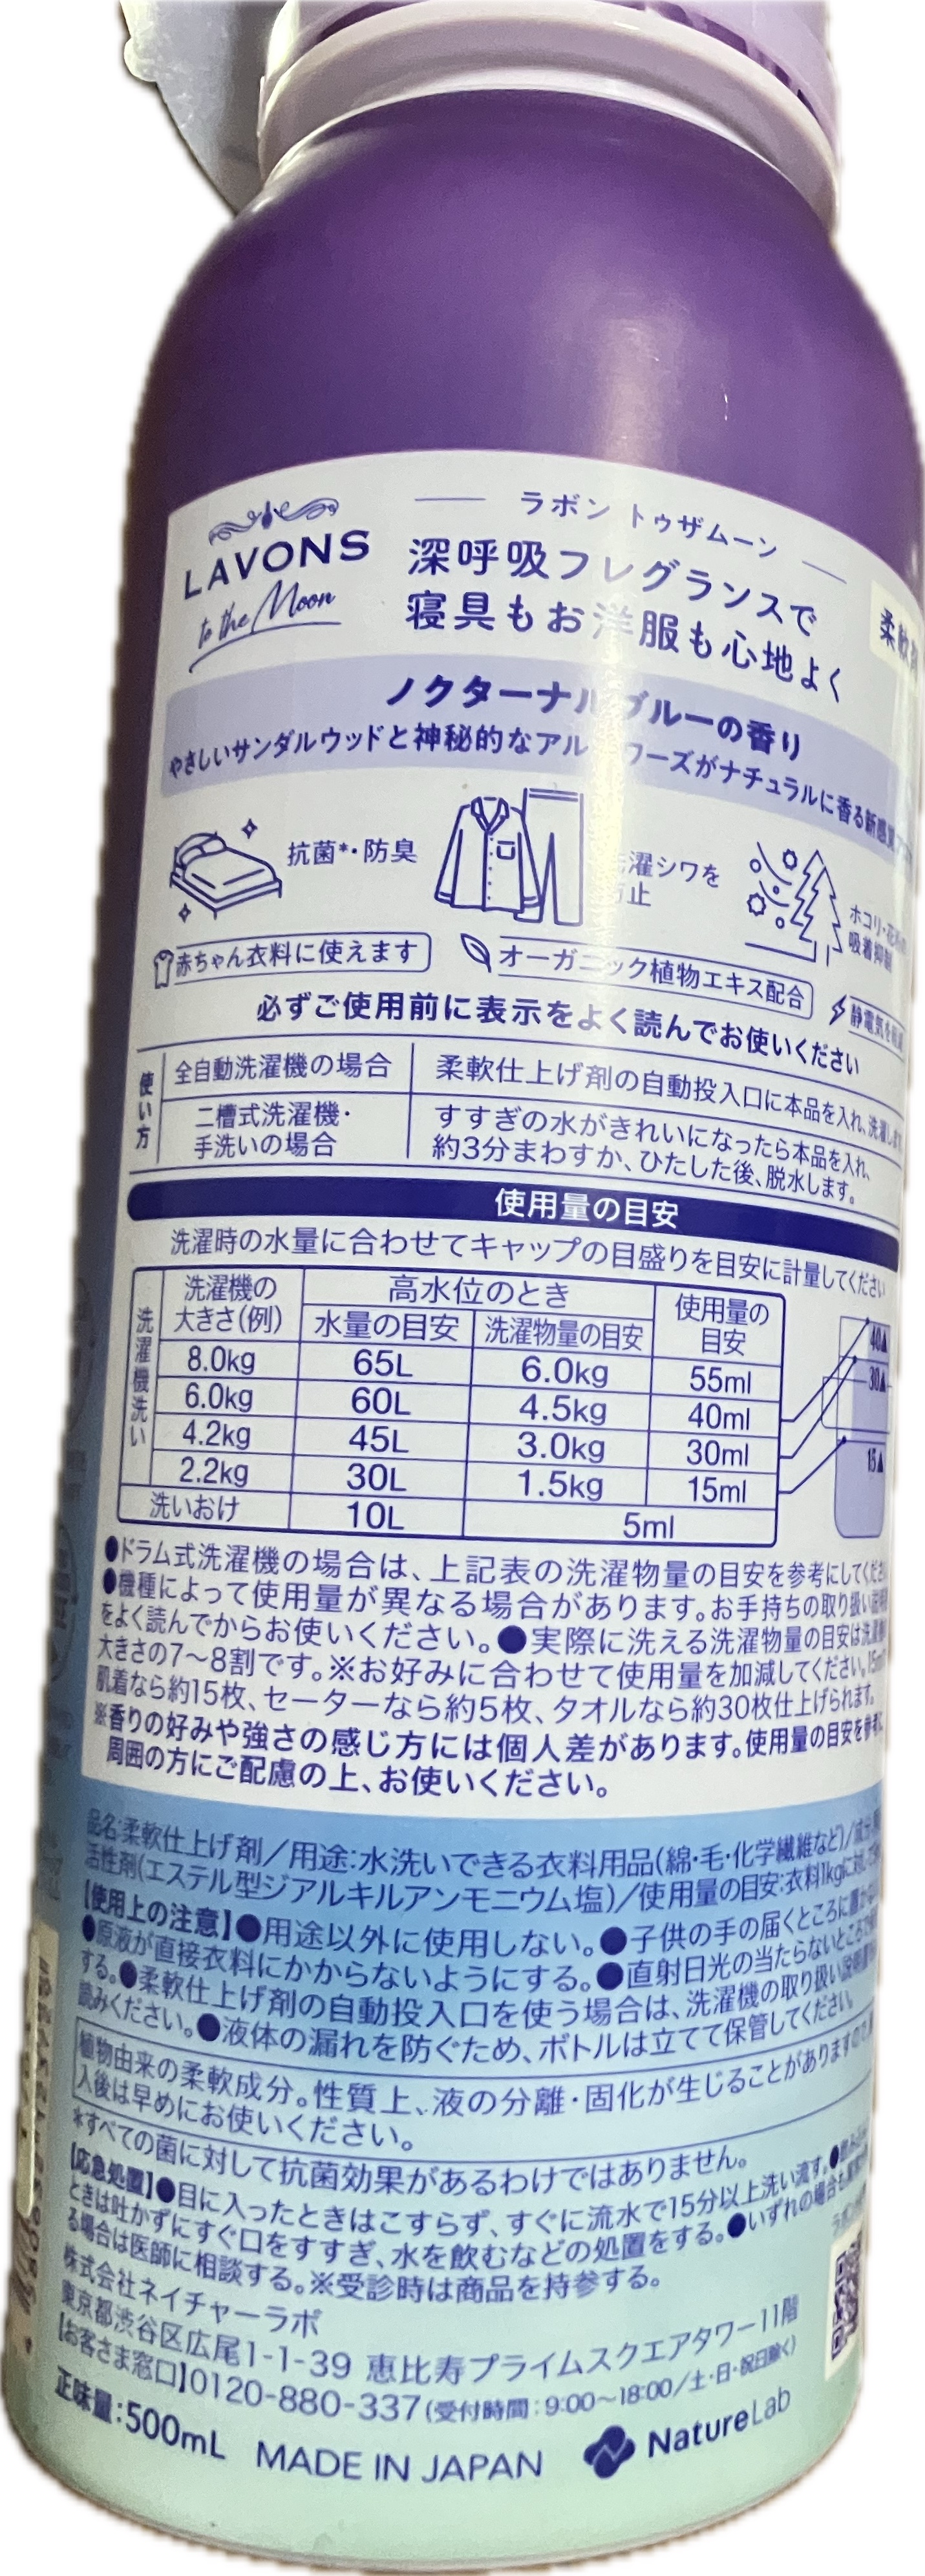 LAVONS
to the Moon
ラボン トゥザムーン
深呼吸フレグランスで
寝具もお洋服も心地よく
柔軟剤
ノクターナルブルーの香り
やさしいサンダルウッドと神秘的なアル ワーズがナチュラルに香る新感覚
抗菌*・防臭
洗濯シワを
防止
ホコリ・花粉
吸着抑制
赤ちゃん衣料に使えます
オーガニック植物エキス配合
静電気を
必ずご使用前に表示をよく読んでお使いください
使い方
全自動洗濯機の場合
柔軟仕上げ剤の自動投入口に本品を入れ、洗濯します
二槽式洗濯機・
手洗いの場合
すすぎの水がきれいになったら本品を入れ、
約3分まわすか、ひたした後、脱水します。
使用量の目安
洗濯時の水量に合わせてキャップの目盛りを目安に計量してください
洗濯機洗い
洗濯機の
大きさ(例)
高水位のとき
水量の目安 洗濯物量の目安
使用量の
目安
8.0kg 65L 6.0kg 55ml
6.0kg 60L 4.5kg 40ml
4.2kg 45L 3.0kg 30ml
2.2kg 30L 1.5kg 15ml
洗いおけ 10L 5ml
40▲
30▲
15▲
●ドラム式洗濯機の場合は、上記表の洗濯物量の目安を参考にしてくださ
●機種によって使用量が異なる場合があります。お手持ちの取り扱い説明
をよく読んでからお使いください。●実際に洗える洗濯物量の目安は洗濯
大きさの7〜8割です。※お好みに合わせて使用量を加減してください。15ml
肌着なら約15枚、セーターなら約5枚、タオルなら約30枚仕上げられます。
※香りの好みや強さの感じ方には個人差があります。使用量の目安を参考に
周囲の方にご配慮の上、お使いください。
品名:柔軟仕上げ剤／用途:水洗いできる衣料用品(綿・毛・化学繊維など)／成分
活性剤(エステル型ジアルキルアンモニウム塩)／使用量の目安:衣料1kgに対して
【使用上の注意】●用途以外に使用しない。●子供の手の届くところに置か
●原液が直接衣料にかからないようにする。●直射日光の当たらないところ
する。●柔軟仕上げ剤の自動投入口を使う場合は、洗濯機の取り扱い説明書
読みください。●液体の漏れを防ぐため、ボトルは立てて保管してください。
植物由来の柔軟成分。性質上、液の分離・固化が生じることがあります
入後は早めにお使いください。
*すべての菌に対して抗菌効果があるわけではありません。
【応急処置】●目に入ったときはこすらず、すぐに流水で15分以上洗い流す。●飲み
ときは吐かずにすぐ口をすすぎ、水を飲むなどの処置をする。●いずれの場合も
る場合は医師に相談する。※受診時は商品を持参する。
株式会社ネイチャーラボ
東京都渋谷区広尾1-1-39 恵比寿プライムスクエアタワー11階
【お客さま窓口】0120-880-337(受付時間:9:00〜18:00/土・日・祝日除く)
正味量:500mL MADE IN JAPAN NatureLab